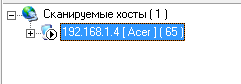 Сканируемые хосты ( 1 )
192.168.1.4 [ Acer ] ( 65 )